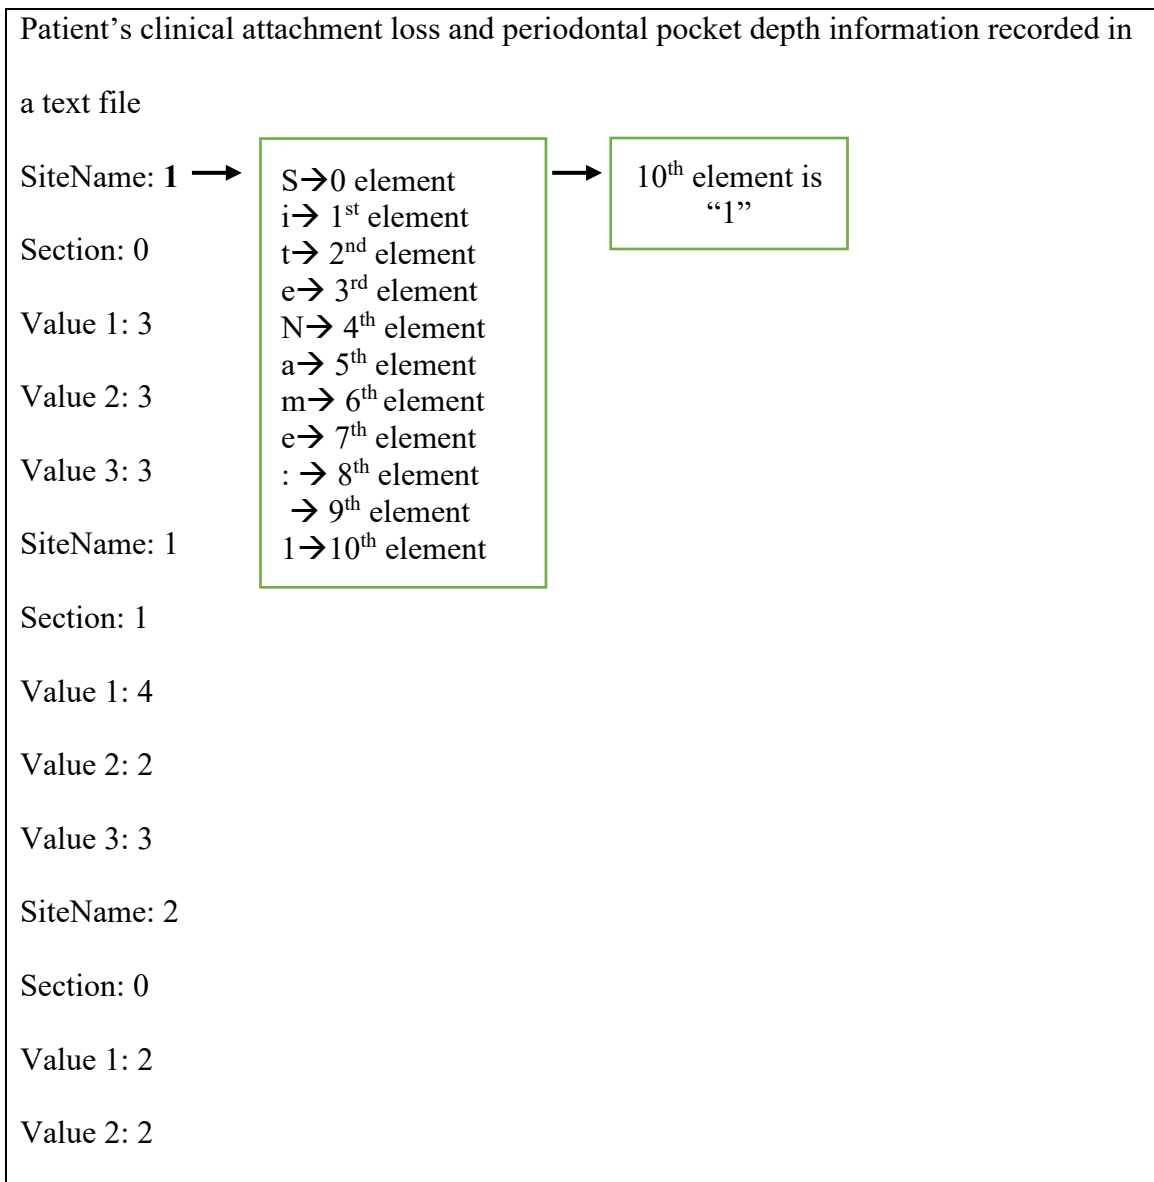 Patient’s clinical attachment loss and periodontal pocket depth information recorded in
a text file
SiteName: 1
Section: 0
Value 1: 3
Value 2: 3
Value 3: 3
SiteName: 1
Section: 1
Value 1: 4
Value 2: 2
Value 3: 3
SiteName: 2
Section: 0
Value 1: 2
Value 2: 2
S→0 element
i→ 1st element
t→ 2nd element
e→ 3rd element
N→ 4th element
a→ 5th element
m→ 6th element
e→ 7th element
: → 8th element
→ 9th element
1→10th element
10th element is
“1”